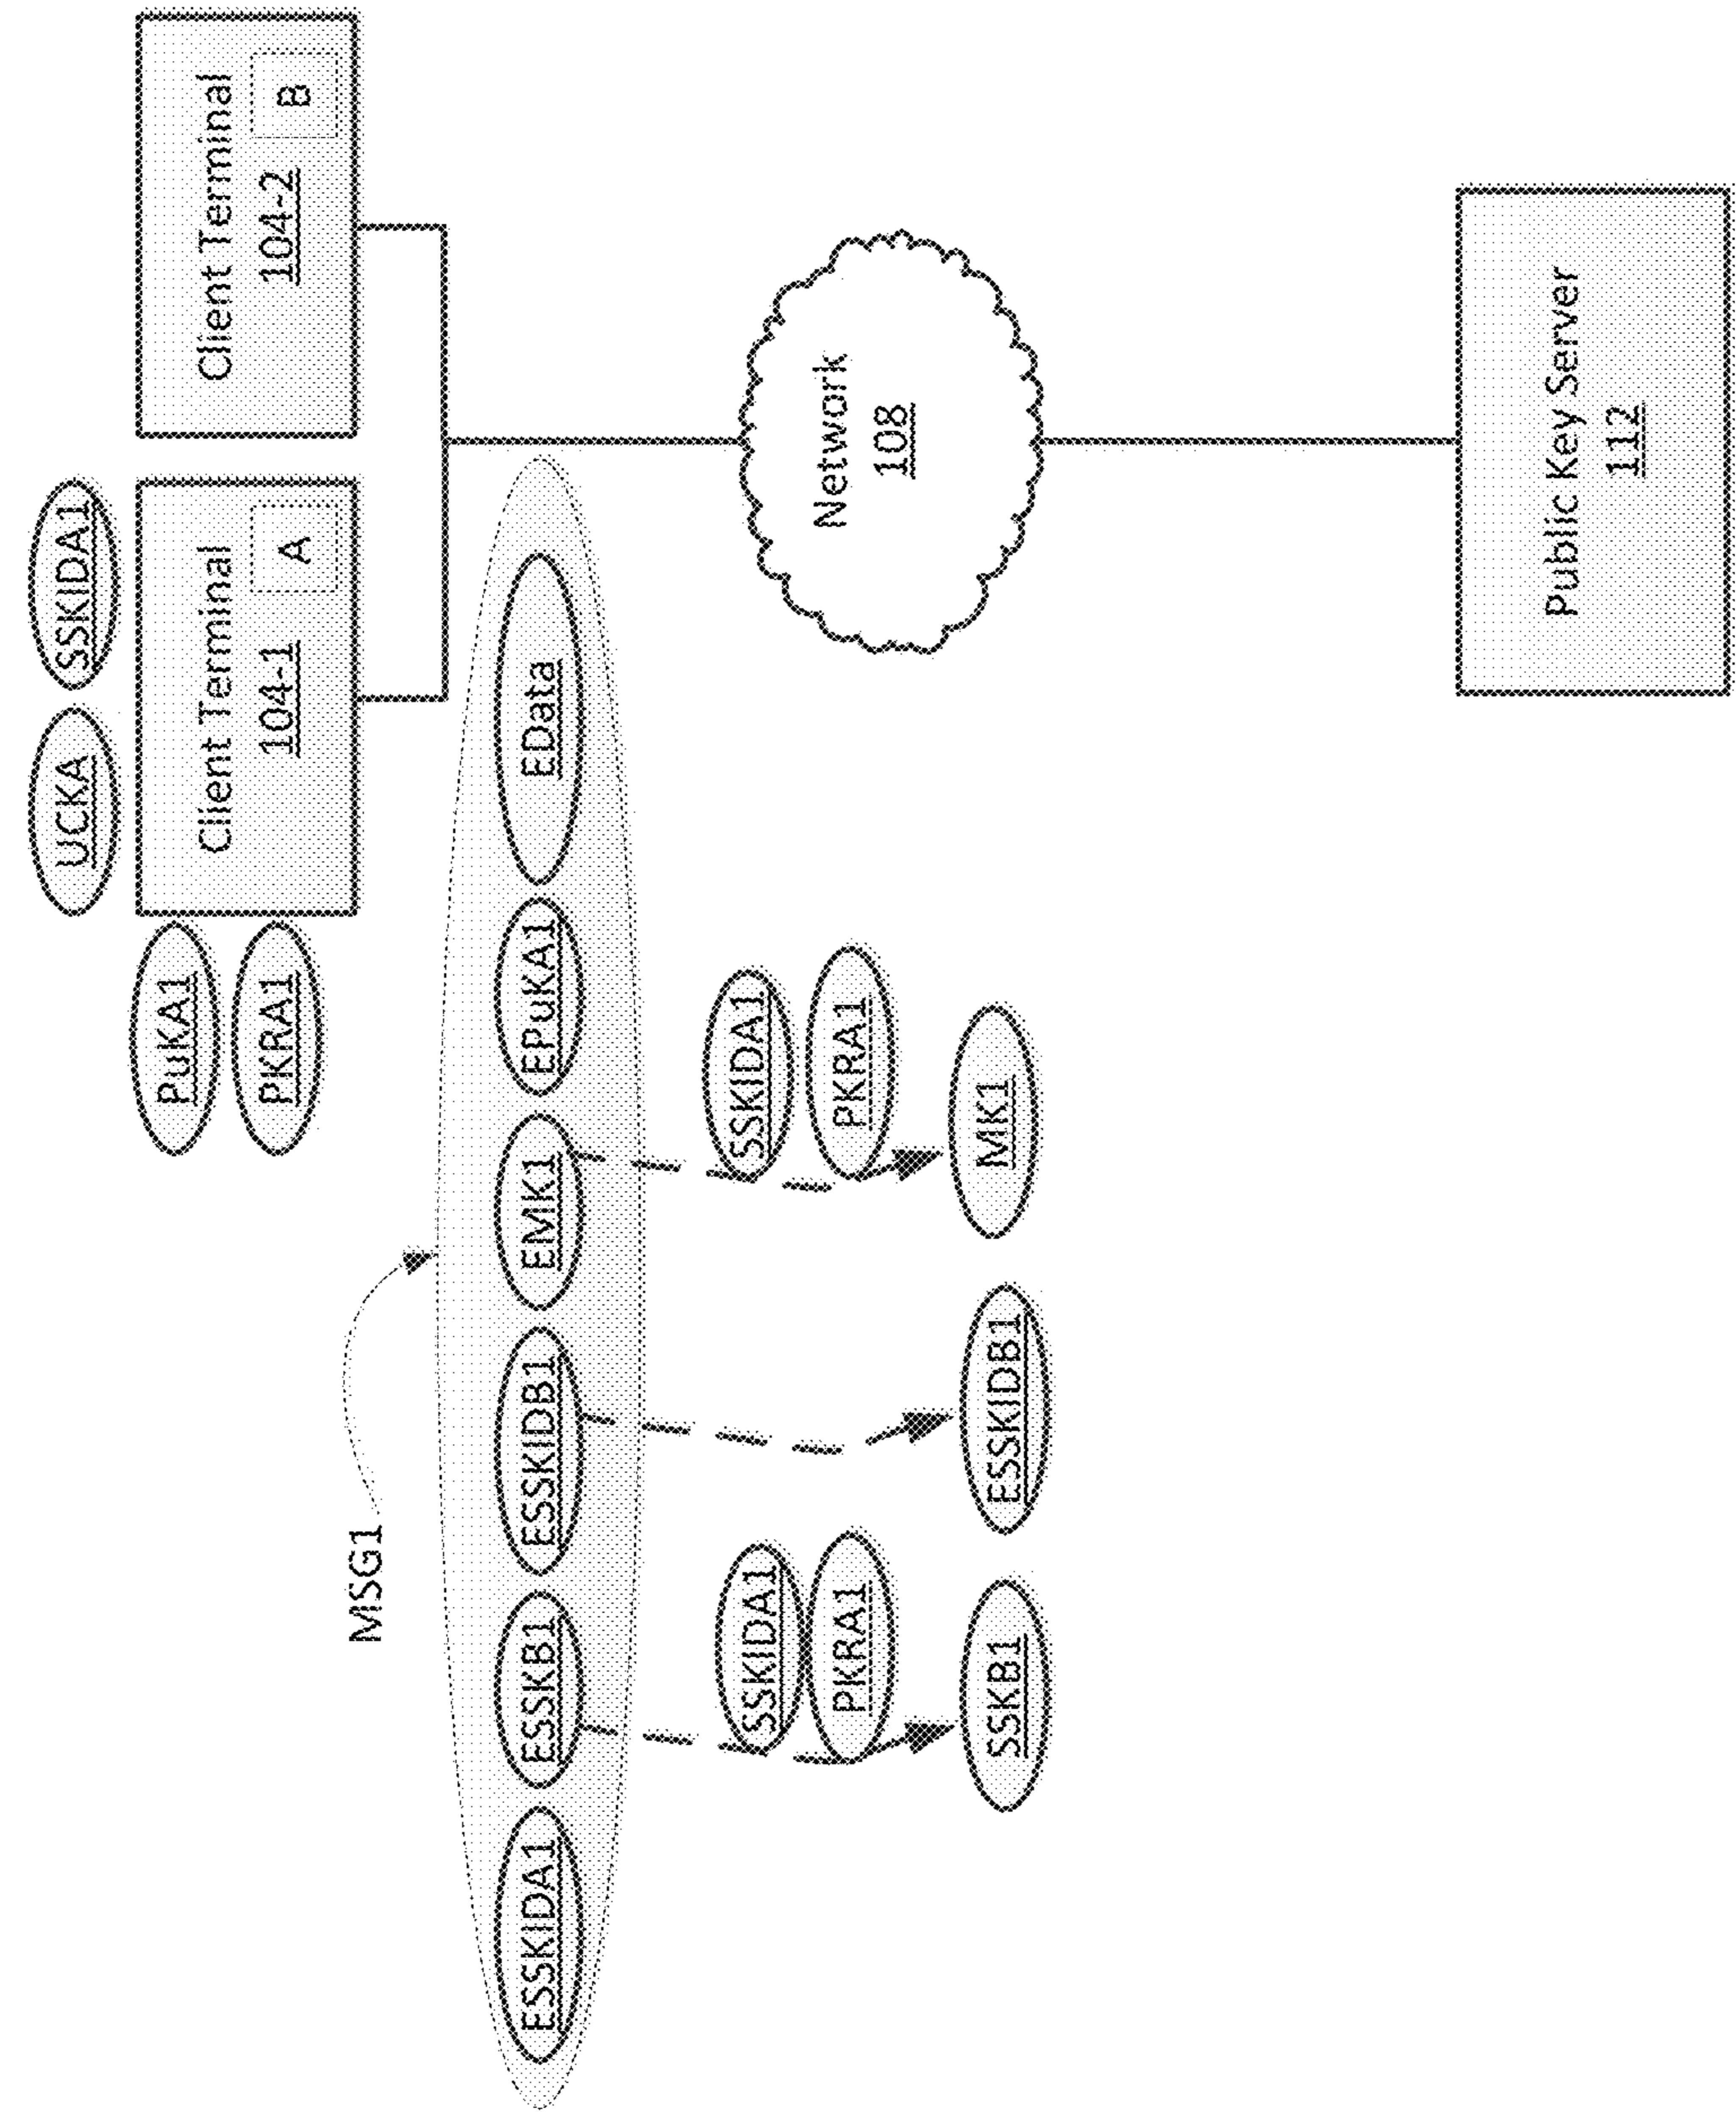 UCKA
SSKIDA1
PuKA1
PKRA1
Client Terminal
104-1
A
Client Terminal
104-2
B
MSG1
ESSKIDA1
ESSKB1
ESSKIDB1
EMK1
EPuKA1
EData
SSKIDA1
PKRA1
SSKIDA1
PKRA1
SSKB1
ESSKIDB1
MK1
Network
108
Public Key Server
112